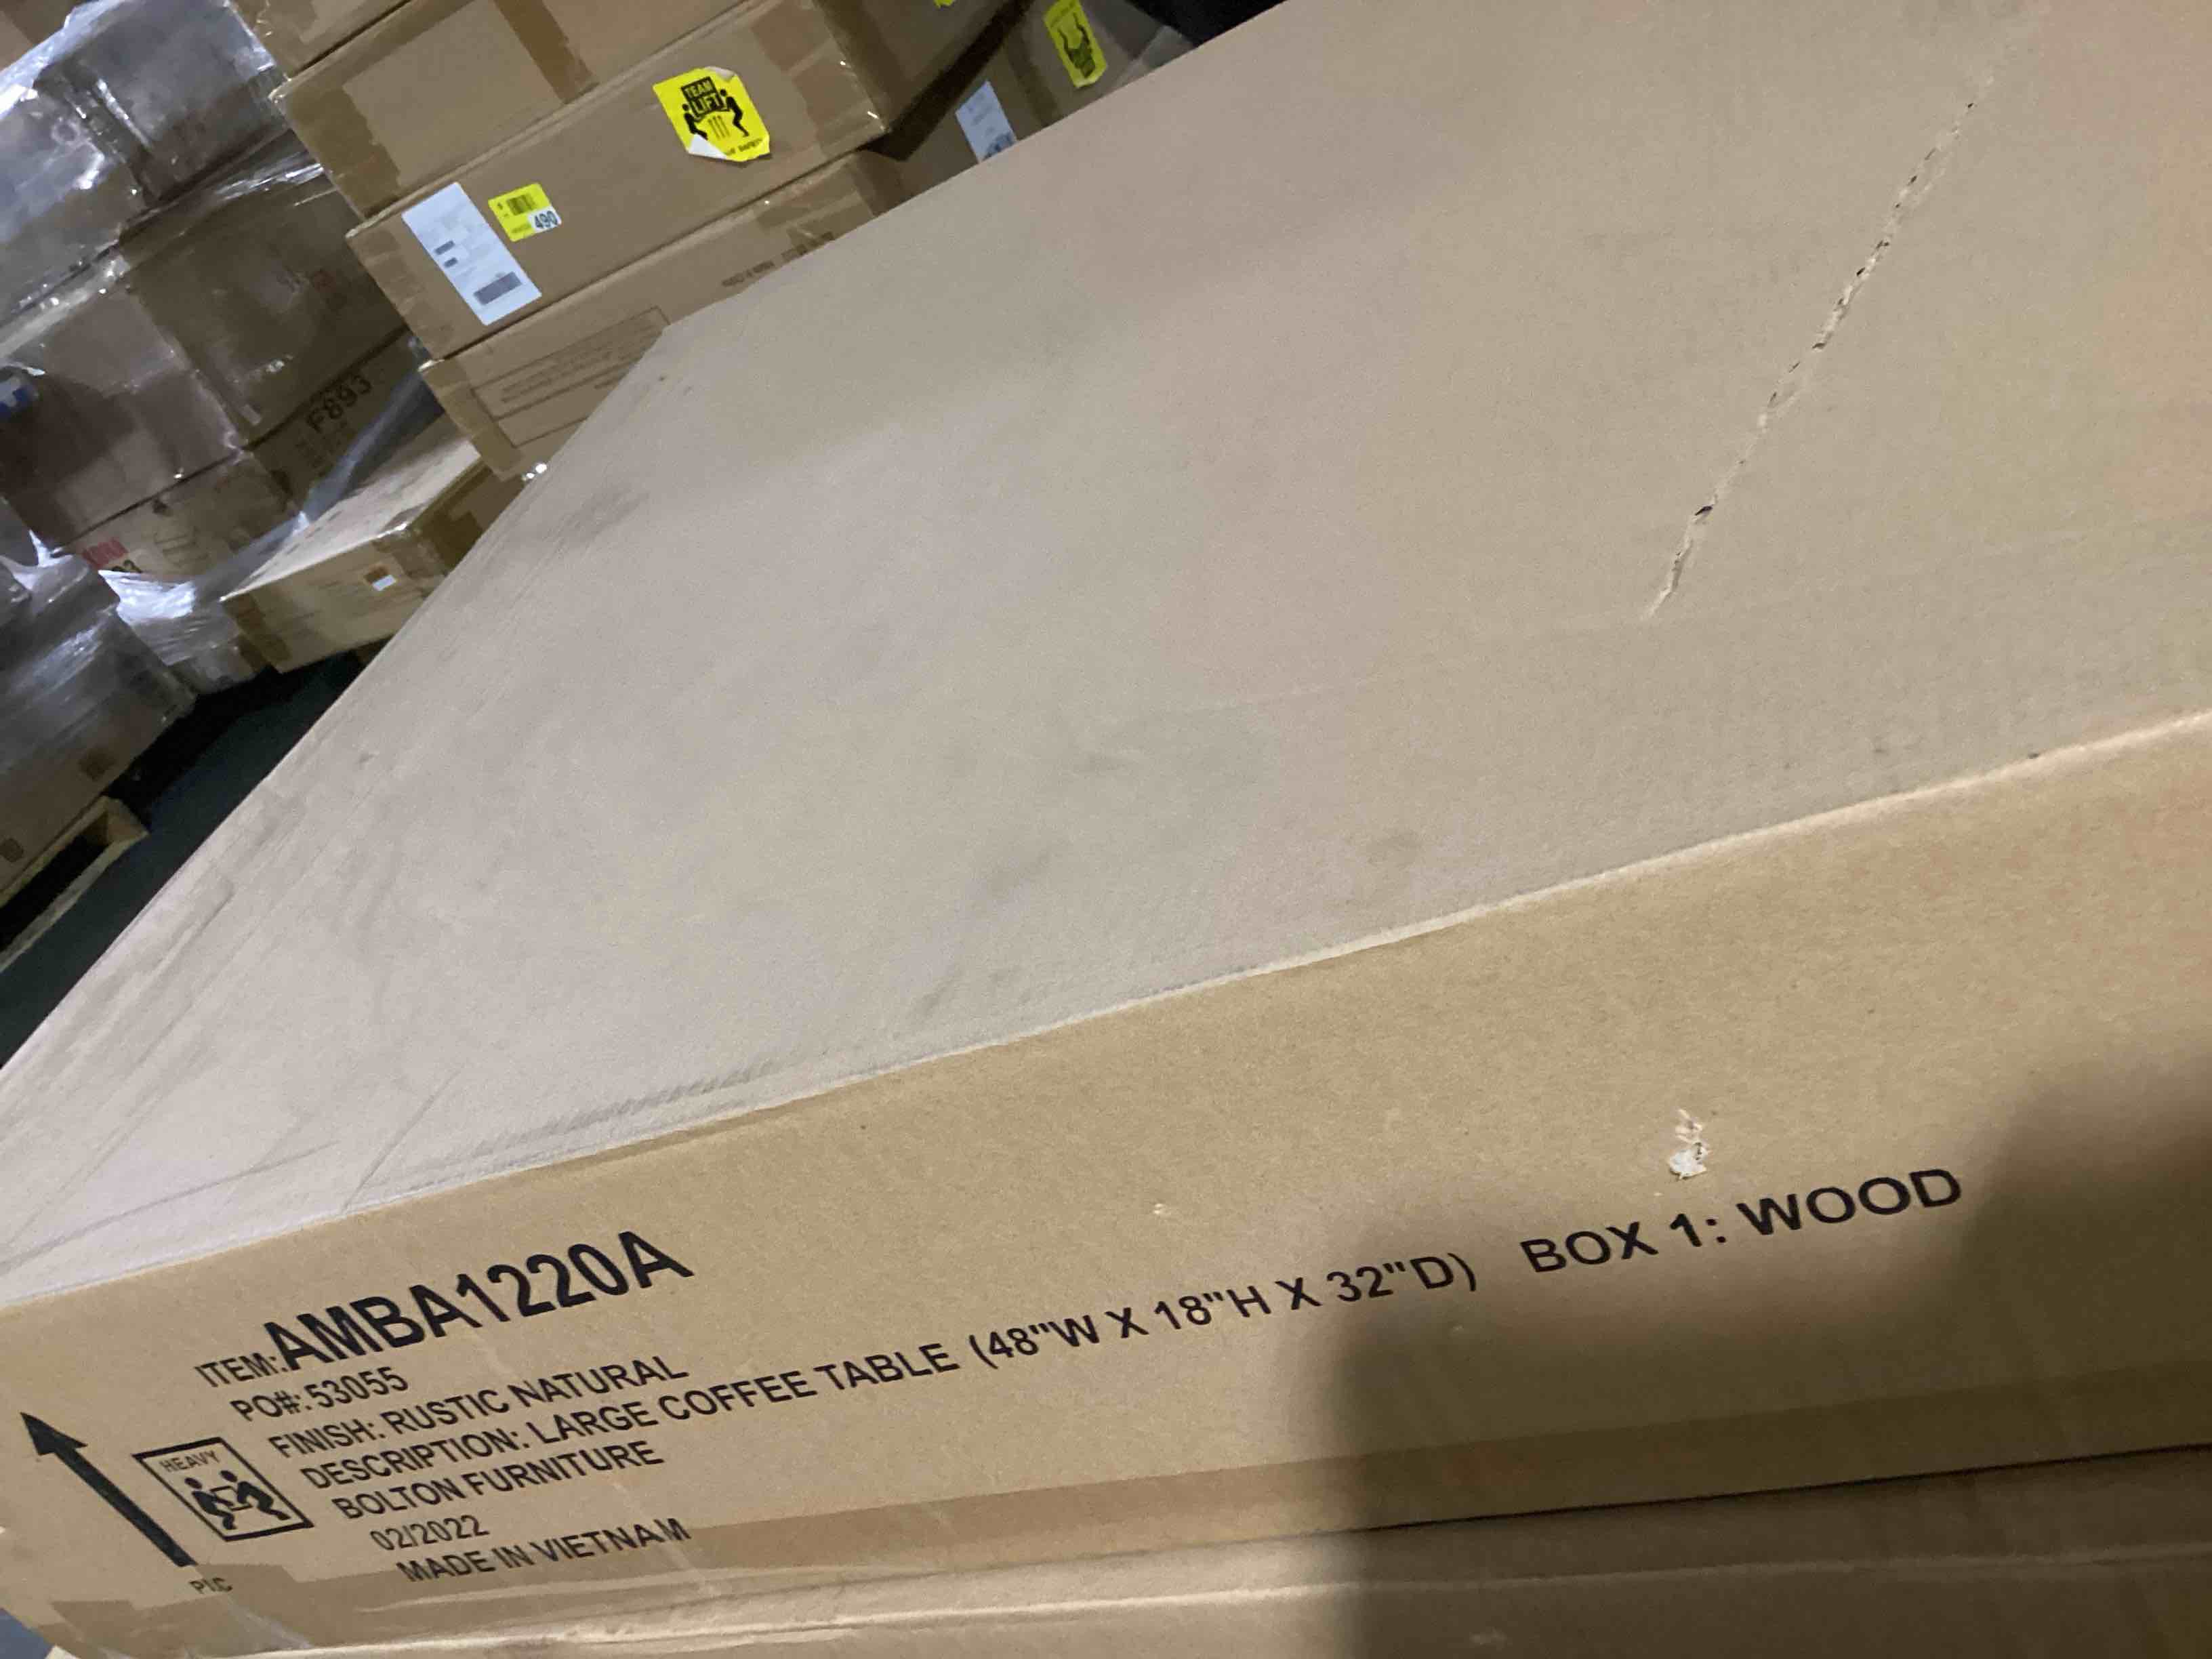 TEAM
LIFT
490
F893
ITEM:AMBA1220A
PO#: 53055
FINISH: RUSTIC NATURAL
DESCRIPTION: LARGE COFFEE TABLE (48"W X 18"H X 32"D) BOX 1: WOOD
BOLTON FURNITURE
02/2022
MADE IN VIETNAM
HEAVY